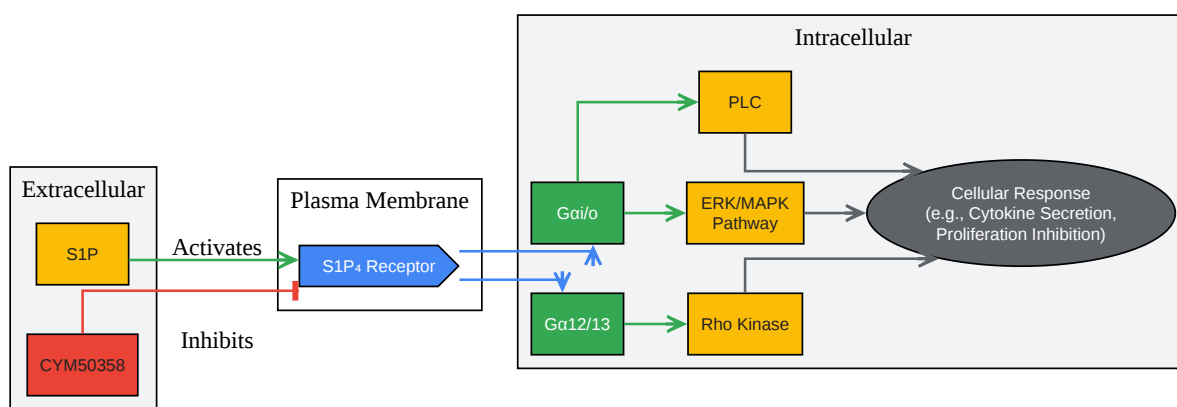 Extracellular
S1P
CYM50358
Activates
Inhibits
Plasma Membrane
S1P₄ Receptor
Intracellular
PLC
Gαi/o
ERK/MAPK
Pathway
Gα12/13
Rho Kinase
Cellular Response
(e.g., Cytokine Secretion,
Proliferation Inhibition)